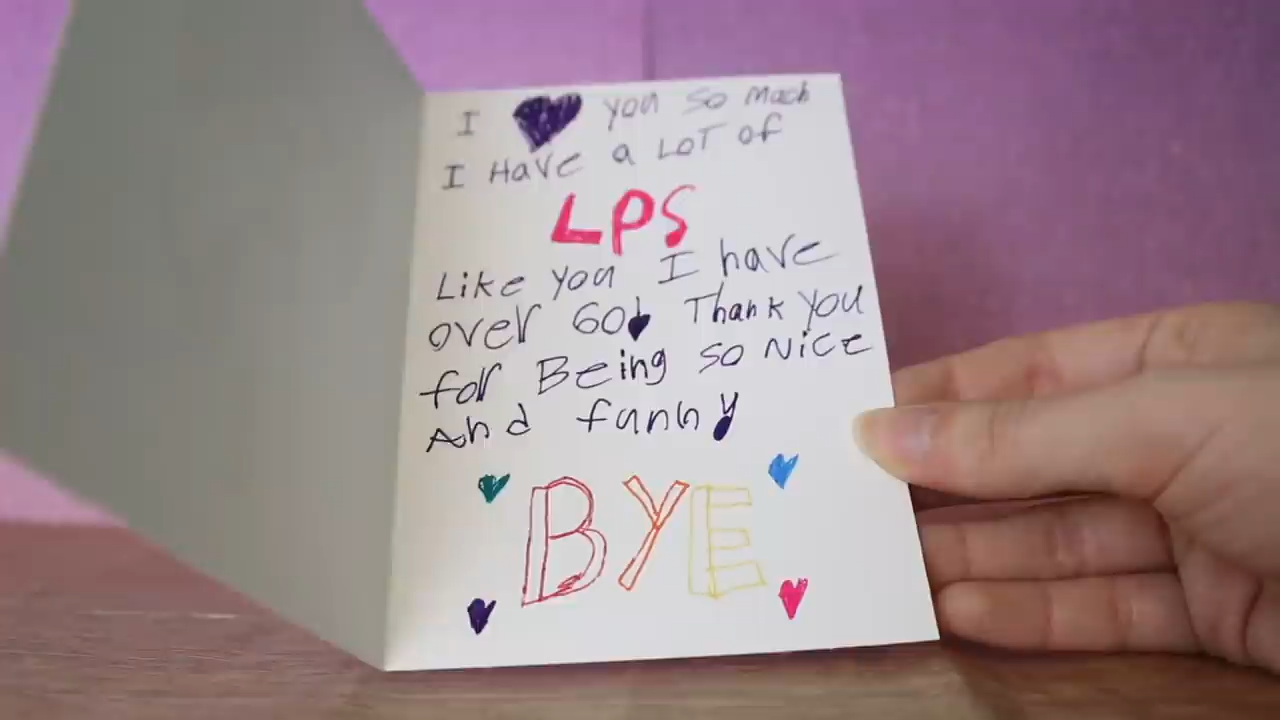 I ♥ you so much
I Have a LOT of
LPS
Like you I have
over 60! Thank you
for Being so Nice
And funny
BYE